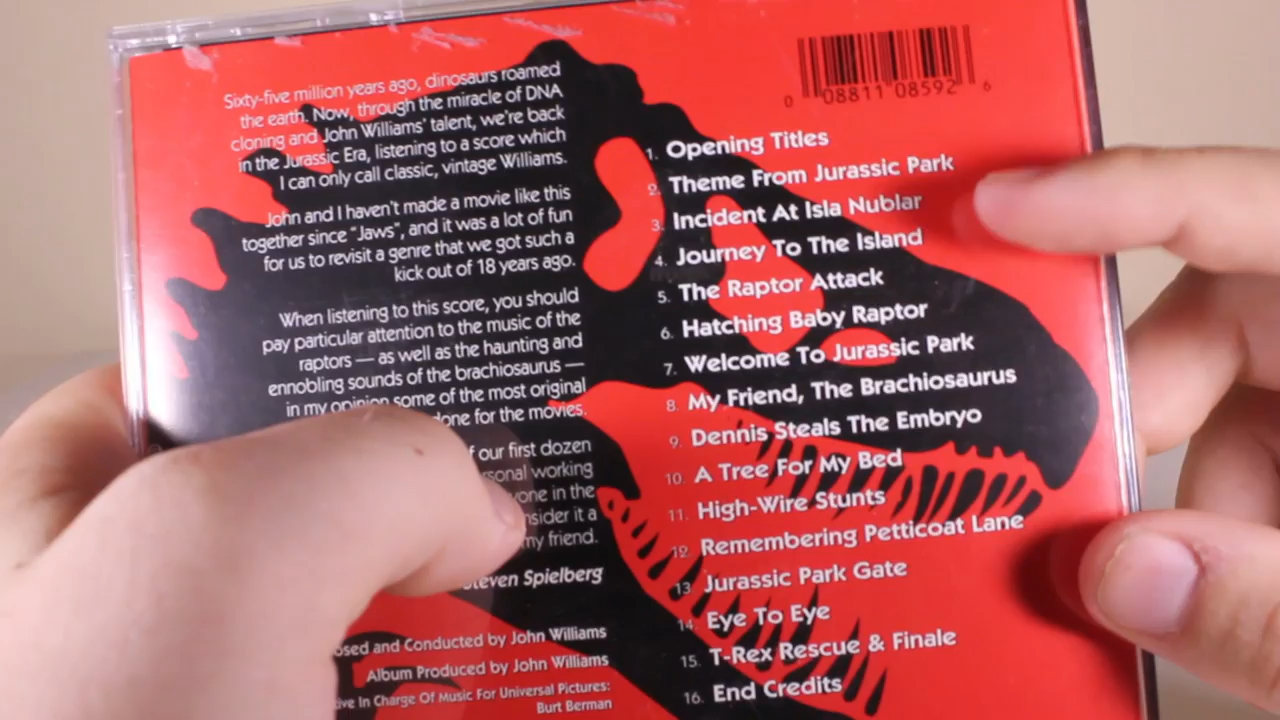 Sixty-five million years ago, dinosaurs roamed
the earth. Now, through the miracle of DNA
cloning and John Williams' talent, we're back
in the Jurassic Era, listening to a score which
I can only call classic, vintage Williams.
John and I haven't made a movie like this
together since "Jaws", and it was a lot of fun
for us to revisit a genre that we got such a
kick out of 18 years ago.
When listening to this score, you should
pay particular attention to the music of the
raptors — as well as the haunting and
ennobling sounds of the brachiosaurus —
in my opinion some of the most original
done for the movies.
of our first dozen
working
in the
it a
my friend.
Steven Spielberg
and Conducted by John Williams
Album Produced by John Williams
In Charge Of Music For Universal Pictures:
Burt Berman
0 08811 08592 6
1. Opening Titles
2. Theme From Jurassic Park
3. Incident At Isla Nublar
4. Journey To The Island
5. The Raptor Attack
6. Hatching Baby Raptor
7. Welcome To Jurassic Park
8. My Friend, The Brachiosaurus
9. Dennis Steals The Embryo
10. A Tree For My Bed
11. High-Wire Stunts
12. Remembering Petticoat Lane
13 Jurassic Park Gate
14. Eye To Eye
15. T-Rex Rescue & Finale
16. End Credits